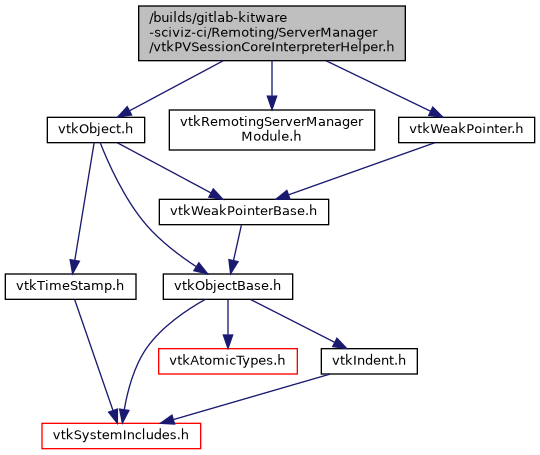 /builds/gitlab-kitware
-sciviz-ci/Remoting/ServerManager
/vtkPVSessionCoreInterpreterHelper.h
vtkObject.h
vtkRemotingServerManager
Module.h
vtkWeakPointer.h
vtkWeakPointerBase.h
vtkTimeStamp.h
vtkObjectBase.h
vtkAtomicTypes.h
vtkIndent.h
vtkSystemIncludes.h